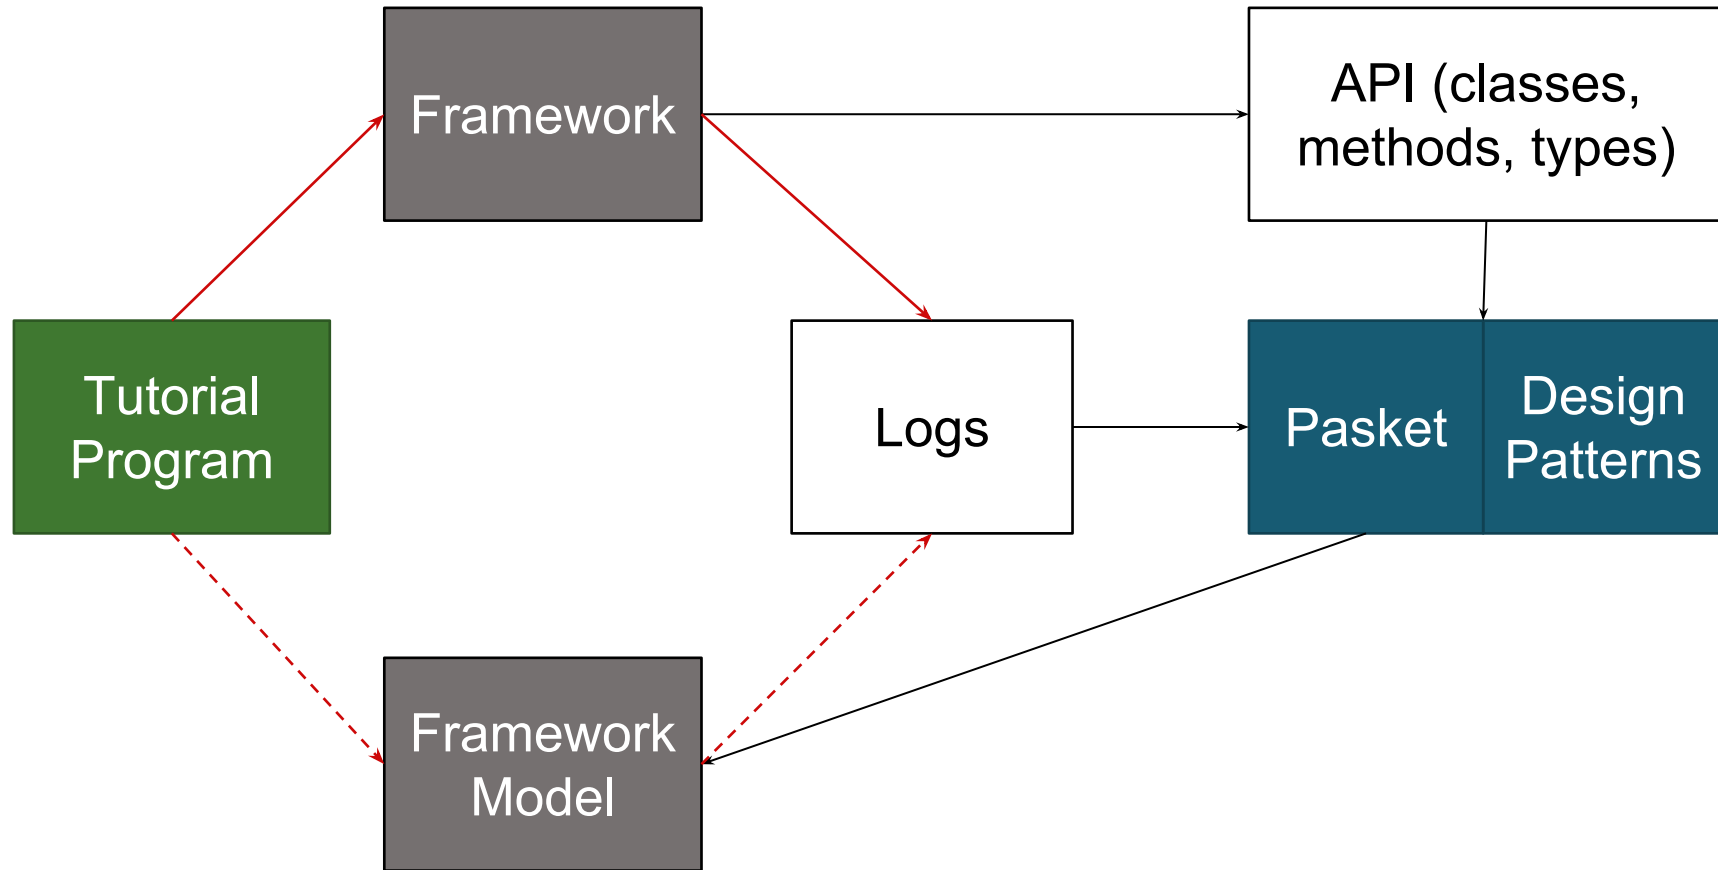 Framework
API (classes,
methods, types)
Tutorial
Program
Logs
Pasket
Design
Patterns
Framework
Model